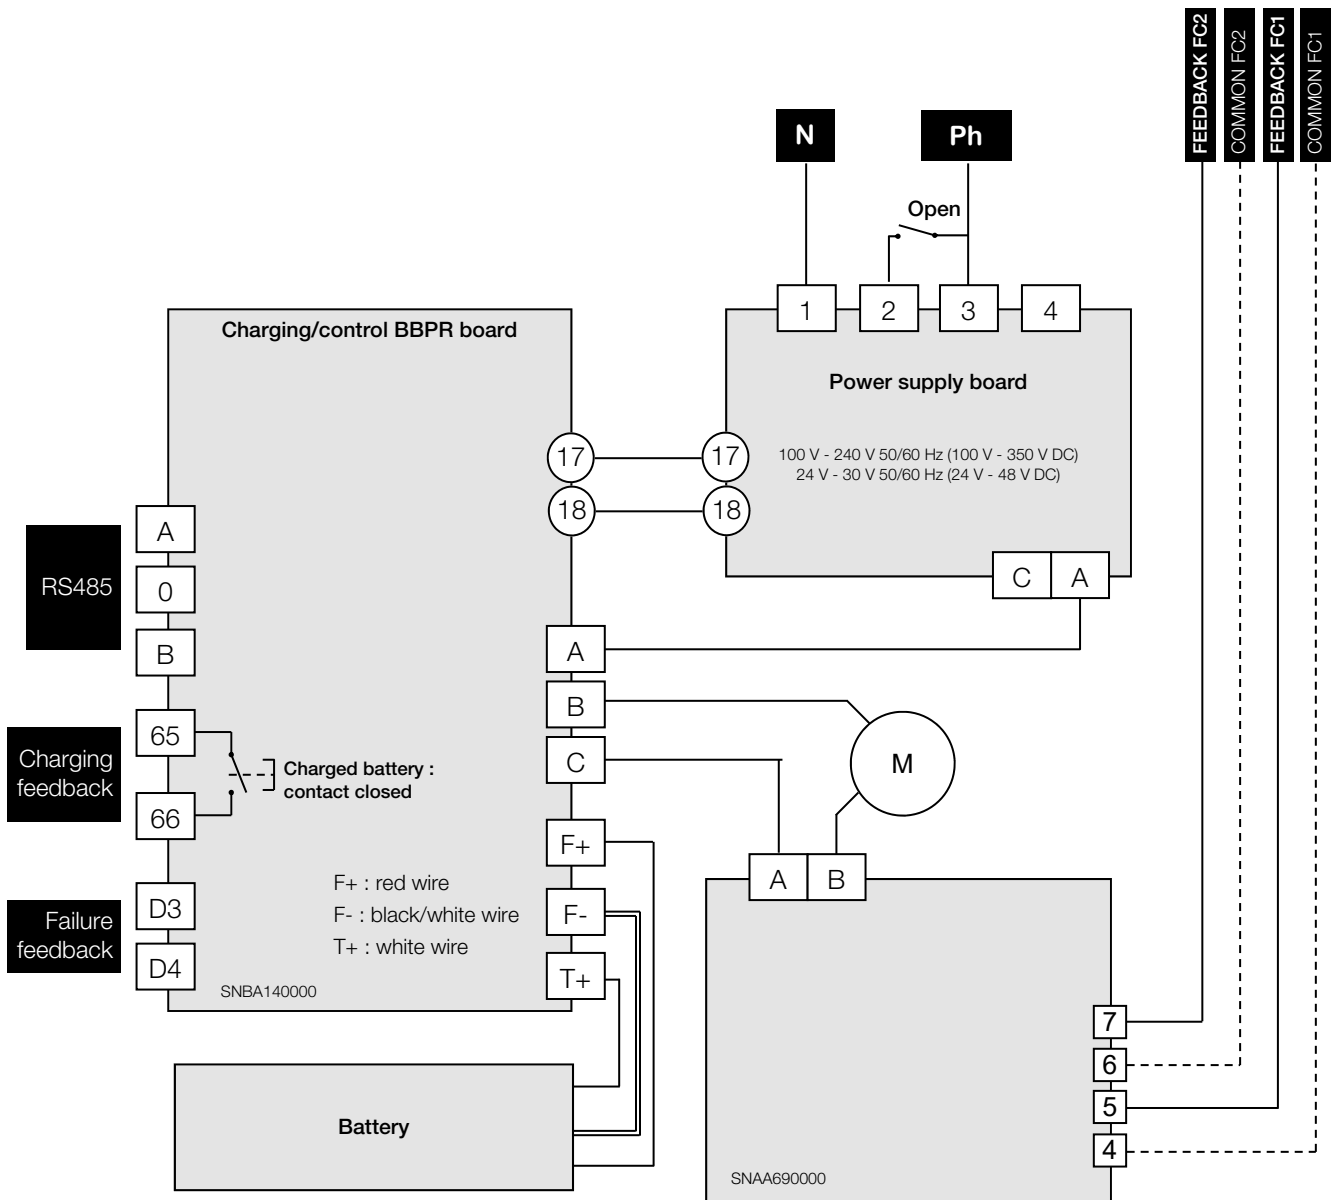 FEEDBACK FC2
COMMON FC2
FEEDBACK FC1
COMMON FC1
N
Ph
Open
1
2
3
4
Charging/control BBPR board
Power supply board
100 V - 240 V 50/60 Hz (100 V - 350 V DC)
24 V - 30 V 50/60 Hz (24 V - 48 V DC)
17
17
18
18
C
A
RS485
A
0
B
A
B
C
M
Charging
feedback
65
66
Charged battery :
contact closed
F+
F-
T+
F+ : red wire
F- : black/white wire
T+ : white wire
Failure
feedback
D3
D4
SNBA140000
A
B
7
6
5
4
Battery
SNAA690000